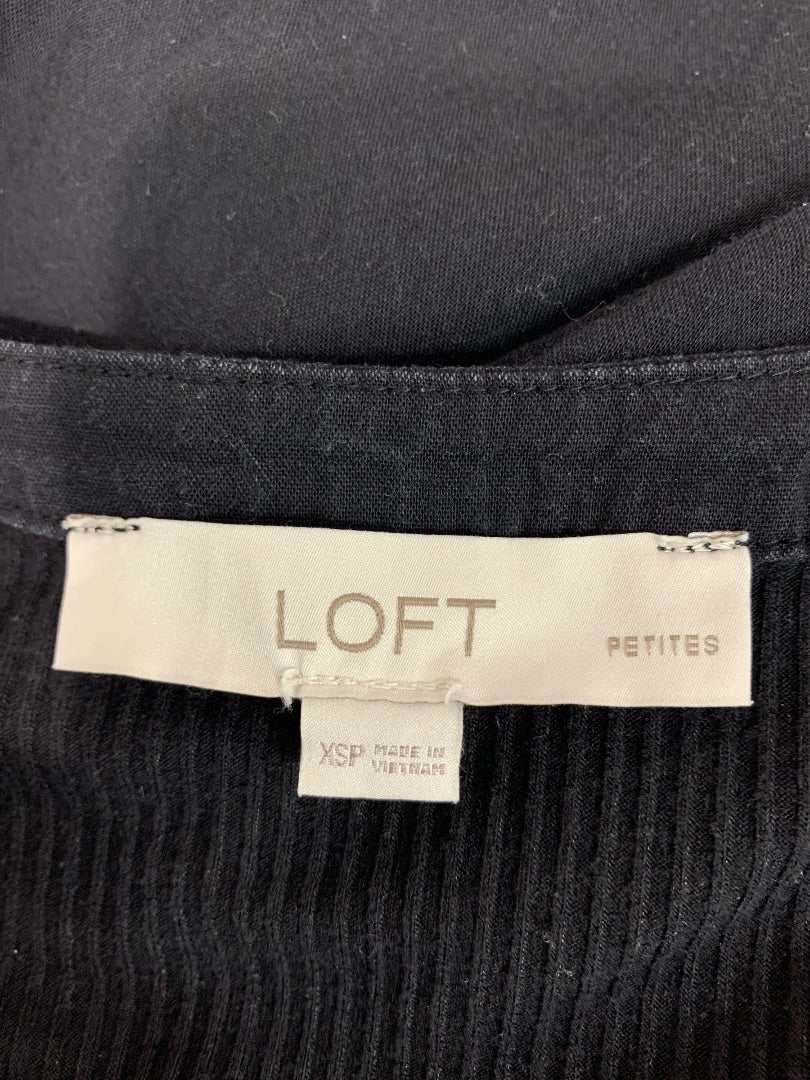 LOFT
PETITES
XSP MADE IN
VIETNAM